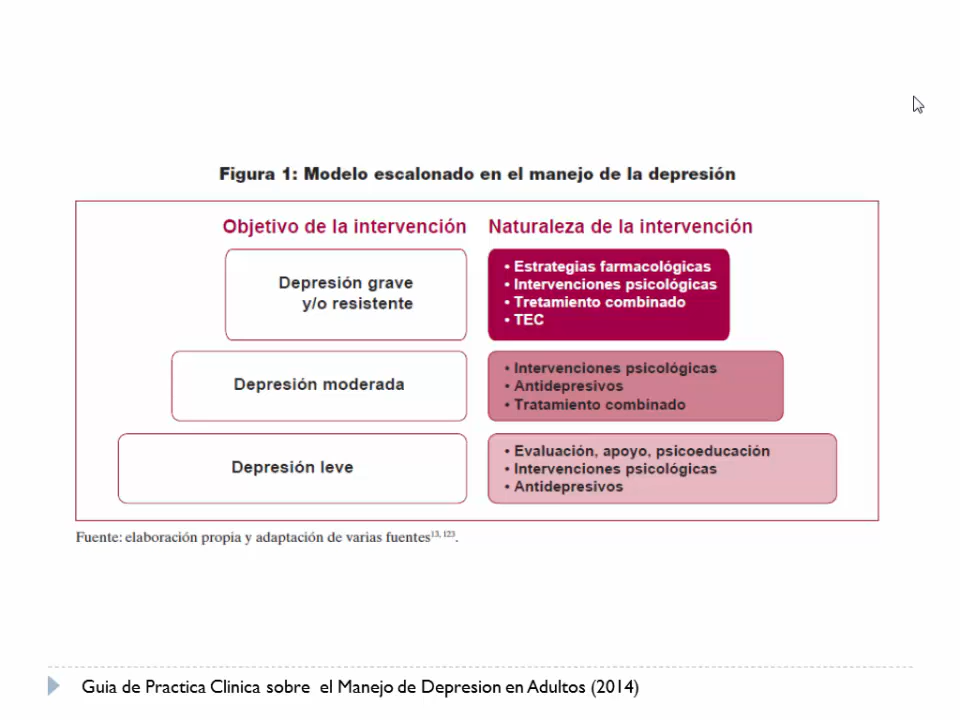 Figura 1: Modelo escalonado en el manejo de la depresión
Objetivo de la intervención
Naturaleza de la intervención
Depresión grave
y/o resistente
• Estrategias farmacológicas
• Intervenciones psicológicas
• Tretamiento combinado
• TEC
Depresión moderada
• Intervenciones psicológicas
• Antidepresivos
• Tratamiento combinado
Depresión leve
• Evaluación, apoyo, psicoeducación
• Intervenciones psicológicas
• Antidepresivos
Fuente: elaboración propia y adaptación de varias fuentes13, 123.
Guia de Practica Clinica sobre el Manejo de Depresion en Adultos (2014)